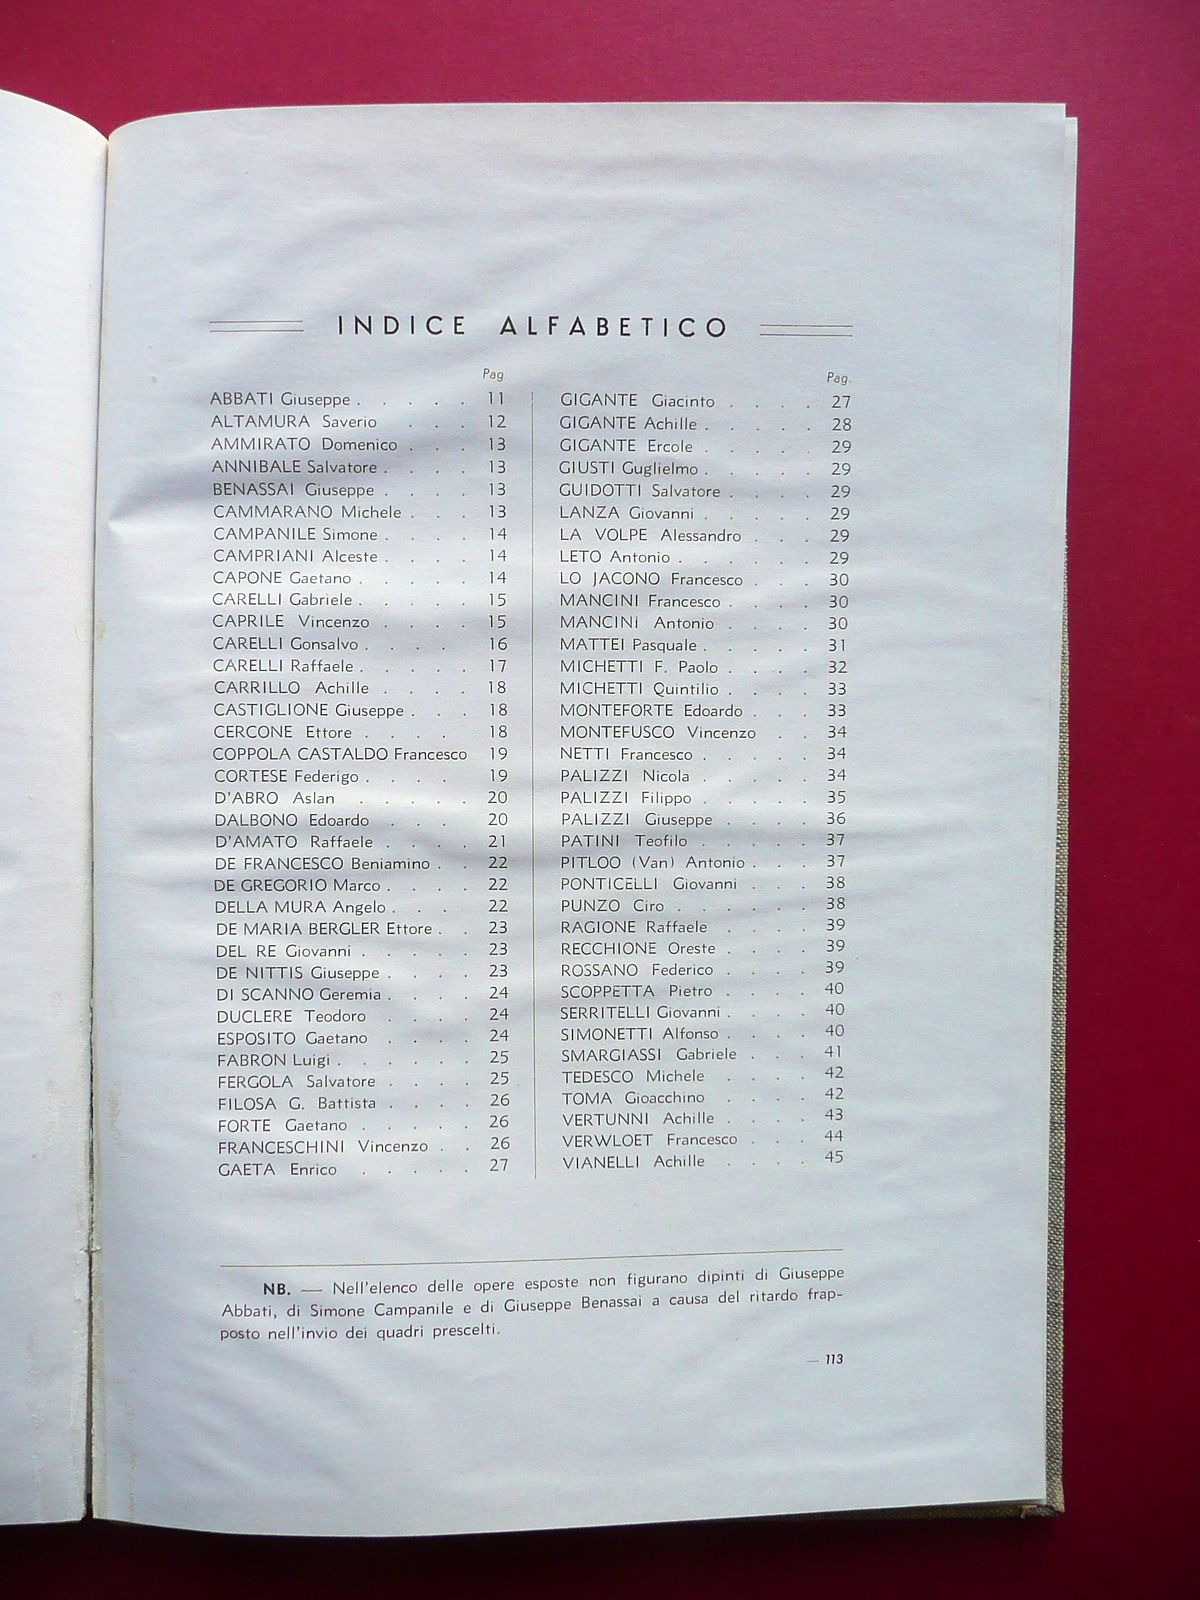 INDICE ALFABETICO
Pag
ABBATI Giuseppe . . . . . 11
ALTAMURA Saverio . . . 12
AMMIRATO Domenico . . . 13
ANNIBALE Salvatore . . . . 13
BENASSAI Giuseppe . . . . 13
CAMMARANO Michele . . . 13
CAMPANILE Simone . . . . 14
CAMPRIANI Alceste . . . . 14
CAPONE Gaetano . . . . . 14
CARELLI Gabriele . . . . . 15
CAPRILE Vincenzo . . . . 15
CARELLI Gonsalvo . . . . 16
CARELLI Raffaele . . . . . 17
CARRILLO Achille . . . . 18
CASTIGLIONE Giuseppe . . . 18
CERCONE Ettore . . . . . 18
COPPOLA CASTALDO Francesco 19
CORTESE Federigo . . . . 19
D'ABRO Aslan . . . . . 20
DALBONO Edoardo . . . 20
D'AMATO Raffaele . . . . 21
DE FRANCESCO Beniamino . . 22
DE GREGORIO Marco . . . . 22
DELLA MURA Angelo . . . 22
DE MARIA BERGLER Ettore . . 23
DEL RE Giovanni . . . . . 23
DE NITTIS Giuseppe . . . . 23
DI SCANNO Geremia . . . . 24
DUCLERE Teodoro . . . . 24
ESPOSITO Gaetano . . . . 24
FABRON Luigi . . . . . . 25
FERGOLA Salvatore . . . . 25
FILOSA G. Battista . . . . 26
FORTE Gaetano . . . . . 26
FRANCESCHINI Vincenzo . . 26
GAETA Enrico . . . . . 27
Pag.
GIGANTE Giacinto . . . . 27
GIGANTE Achille . . . . . 28
GIGANTE Ercole . . . . . 29
GIUSTI Guglielmo . . . . . 29
GUIDOTTI Salvatore . . . . 29
LANZA Giovanni . . . . . 29
LA VOLPE Alessandro . . . 29
LETO Antonio . . . . . . 29
LO JACONO Francesco . . . 30
MANCINI Francesco . . . . 30
MANCINI Antonio . . . . 30
MATTEI Pasquale . . . . . 31
MICHETTI F. Paolo . . . . 32
MICHETTI Quintilio . . . . 33
MONTEFORTE Edoardo . . . 33
MONTEFUSCO Vincenzo . . 34
NETTI Francesco . . . . . 34
PALIZZI Nicola . . . . . 34
PALIZZI Filippo . . . . . 35
PALIZZI Giuseppe . . . . 36
PATINI Teofilo . . . . . 37
PITLOO (Van) Antonio . . . 37
PONTICELLI Giovanni . . . 38
PUNZO Ciro . . . . . . 38
RAGIONE Raffaele . . . . 39
RECCHIONE Oreste . . . . 39
ROSSANO Federico . . . . 39
SCOPPETTA Pietro . . . . 40
SERRITELLI Giovanni . . . . 40
SIMONETTI Alfonso . . . . 40
SMARGIASSI Gabriele . . . 41
TEDESCO Michele . . . . 42
TOMA Gioacchino . . . . 42
VERTUNNI Achille . . . . 43
VERWLOET Francesco . . . 44
VIANELLI Achille . . . . 45
NB. — Nell'elenco delle opere esposte non figurano dipinti di Giuseppe
Abbati, di Simone Campanile e di Giuseppe Benassai a causa del ritardo frap-
posto nell'invio dei quadri prescelti.
— 113